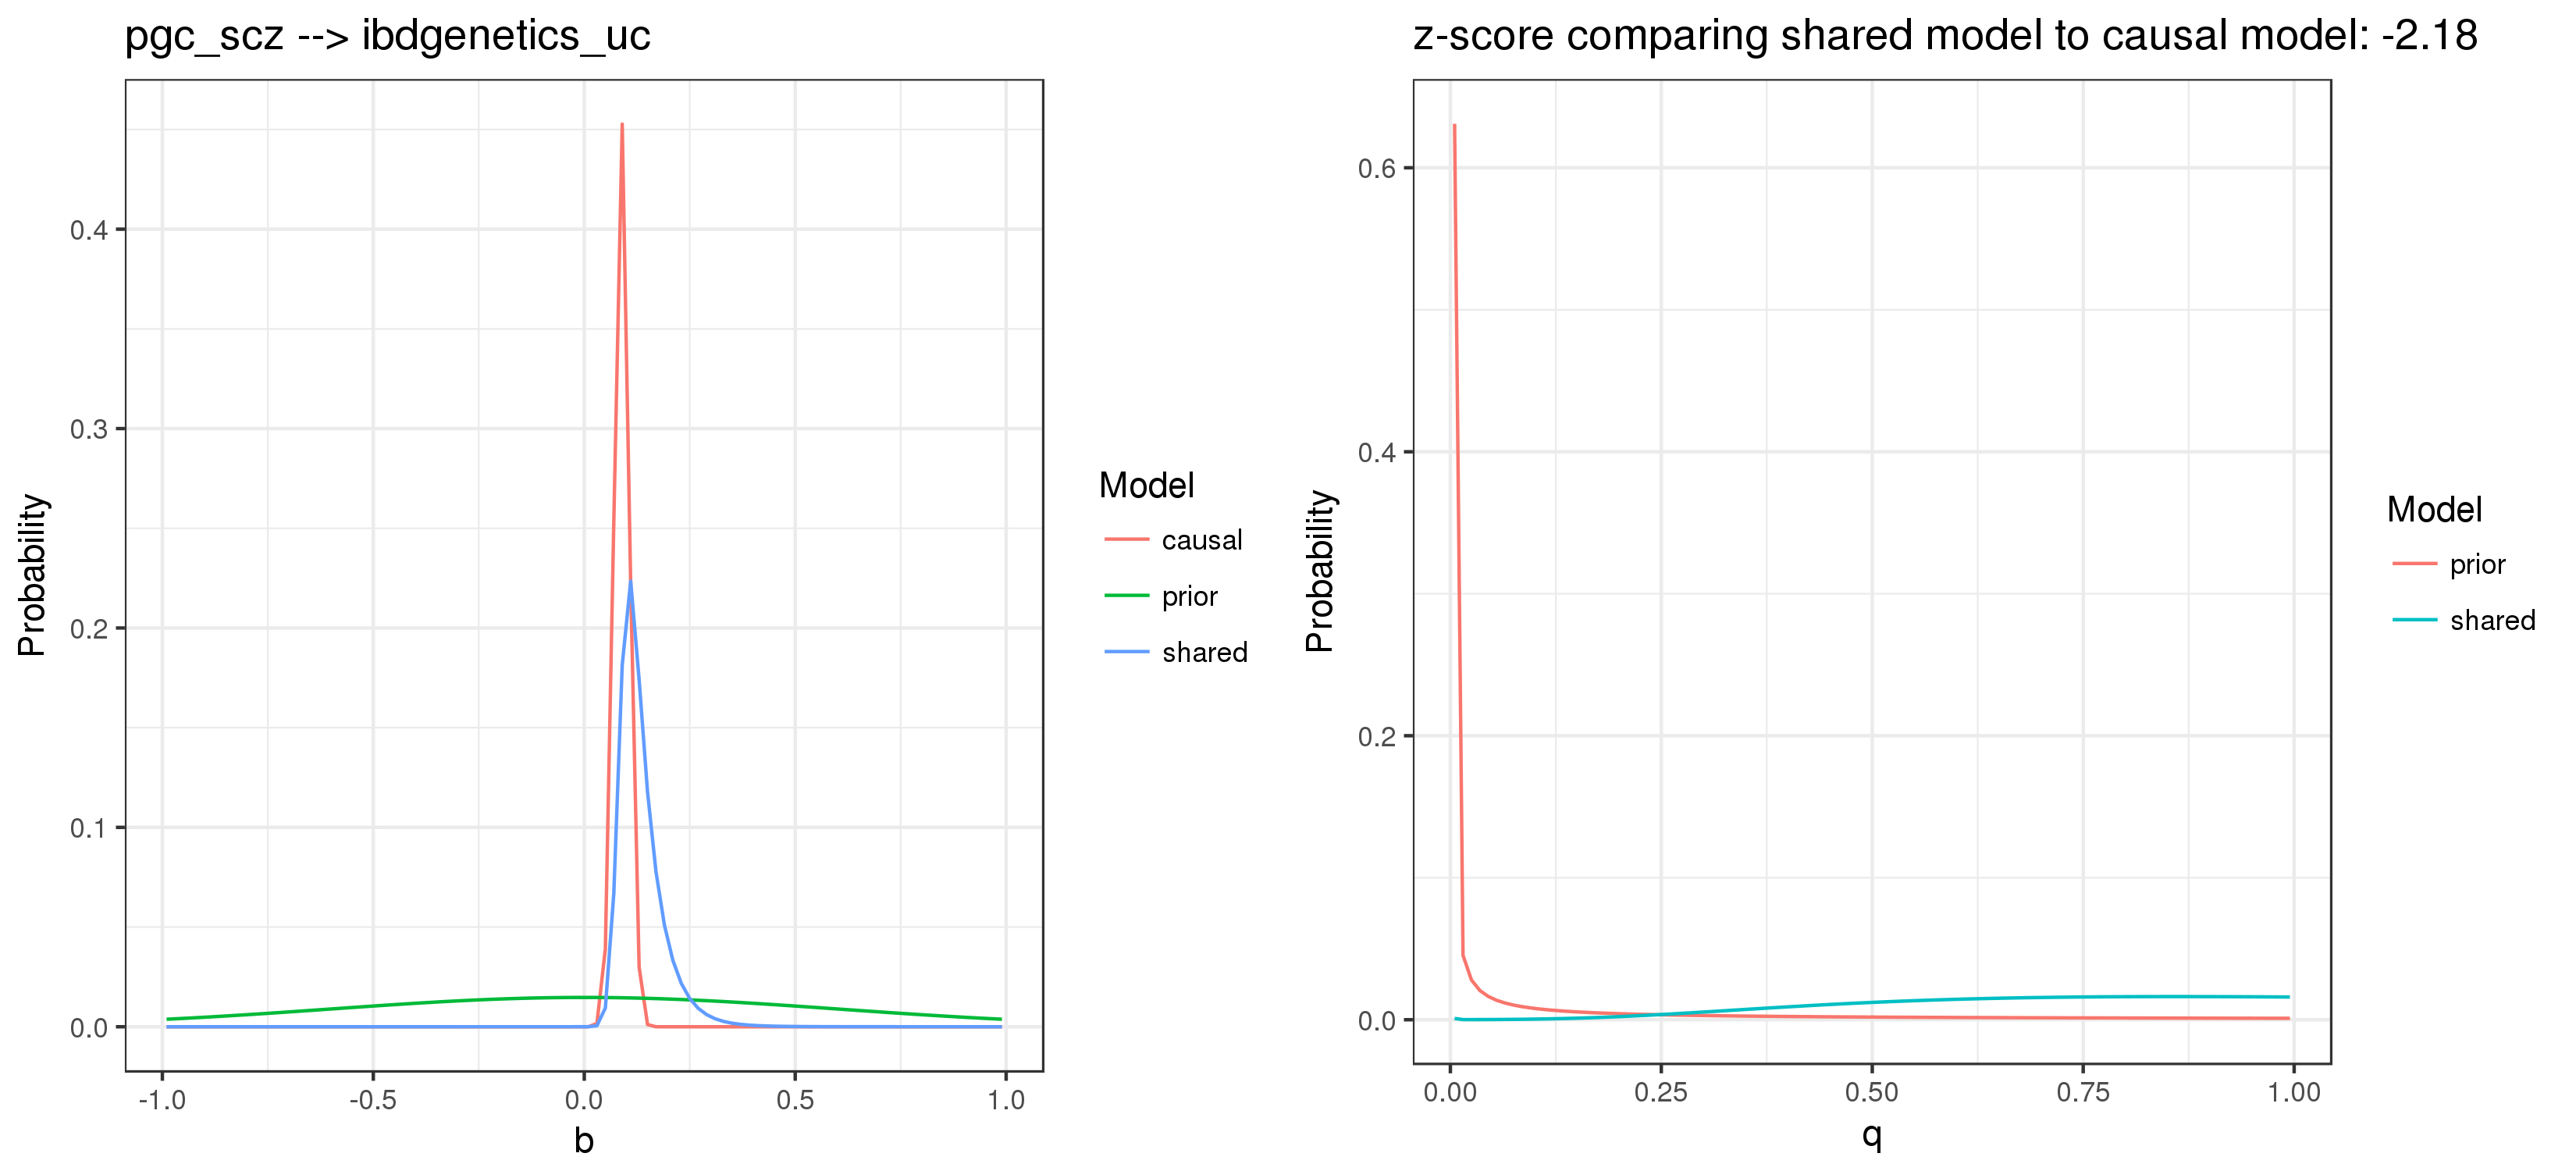 pgc_scz --> ibdgenetics_uc
Probability
0.4
0.3
0.2
0.1
0.0
-1.0 -0.5 0.0 0.5 1.0
b
Model
causal
prior
shared
z-score comparing shared model to causal model: -2.18
Probability
0.6
0.4
0.2
0.0
0.00 0.25 0.50 0.75 1.00
q
Model
prior
shared